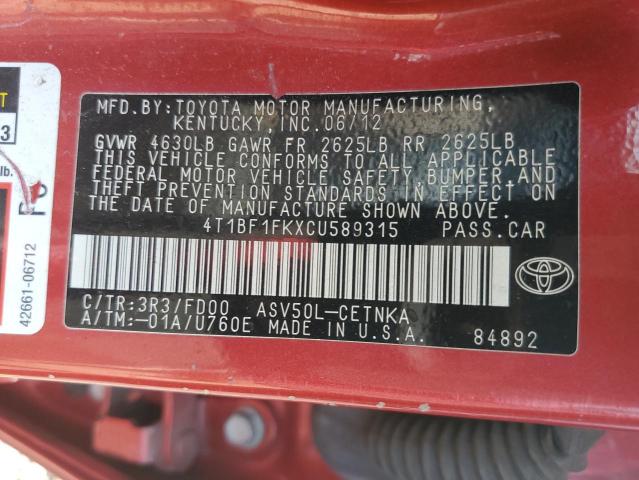 MFD.BY:TOYOTA MOTOR MANUFACTURING,
KENTUCKY,INC.06/12
GVWR 4630LB GAWR FR 2625LB RR 2625LB
THIS VEHICLE CONFORMS TO ALL APPLICABLE
FEDERAL MOTOR VEHICLE SAFETY, BUMPER AND
THEFT PREVENTION STANDARDS IN EFFECT ON
THE DATE OF MANUFACTURE SHOWN ABOVE.
4T1BF1FKXCU589315 PASS.CAR
C/TR:3R3/FD00 ASV50L-CETNKA
A/TM:-01A/U760E MADE IN U.S.A.
84892
42661-06712
3
lb.